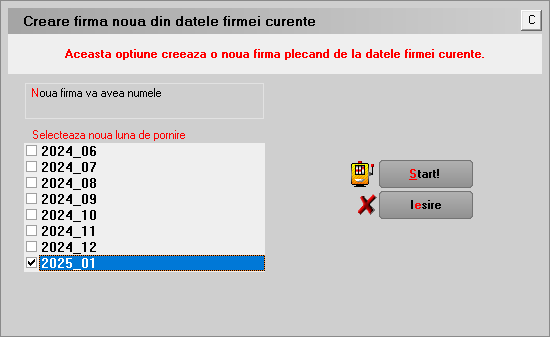 Creare firma noua din datele firmei curente
C
Aceasta optiune creeaza o noua firma plecand de la datele firmei curente.
Noua firma va avea numele
Selecteaza noua luna de pornire
2024_06
2024_07
2024_08
2024_09
2024_10
2024_11
2024_12
2025_01
Start!
Iesire